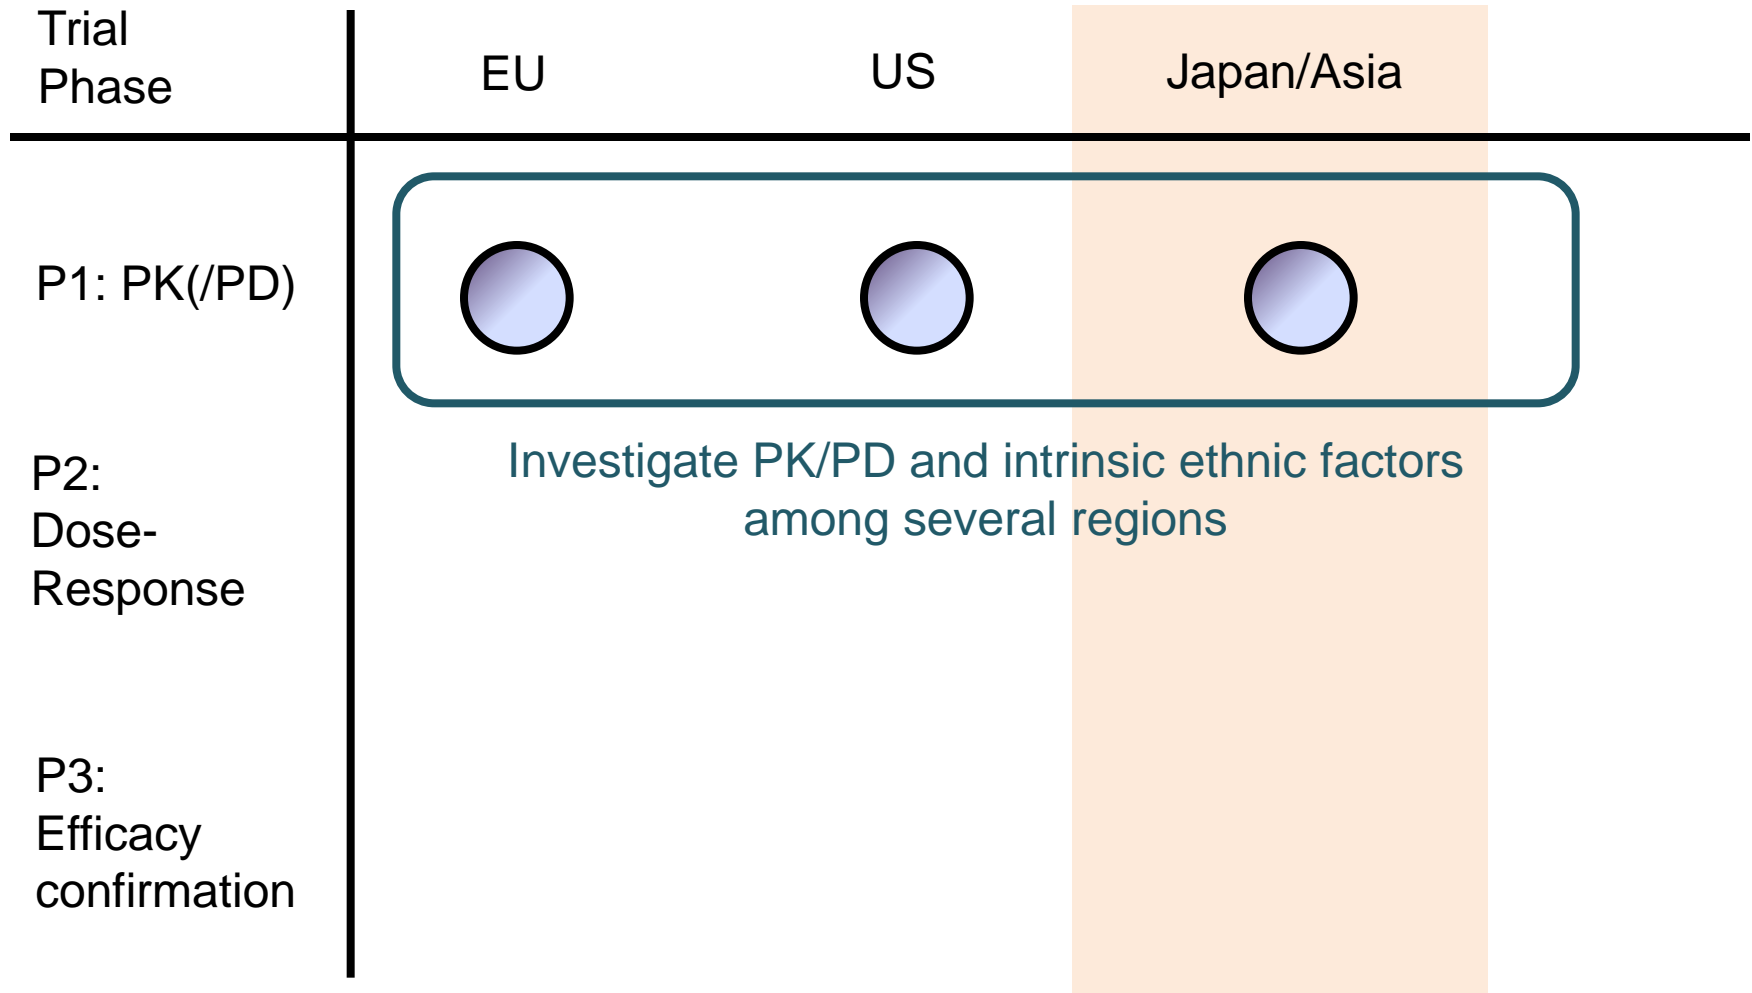 Trial
Phase
EU
US
Japan/Asia
P1: PK(/PD)
Investigate PK/PD and intrinsic ethnic factors
among several regions
P2:
Dose-
Response
P3:
Efficacy
confirmation